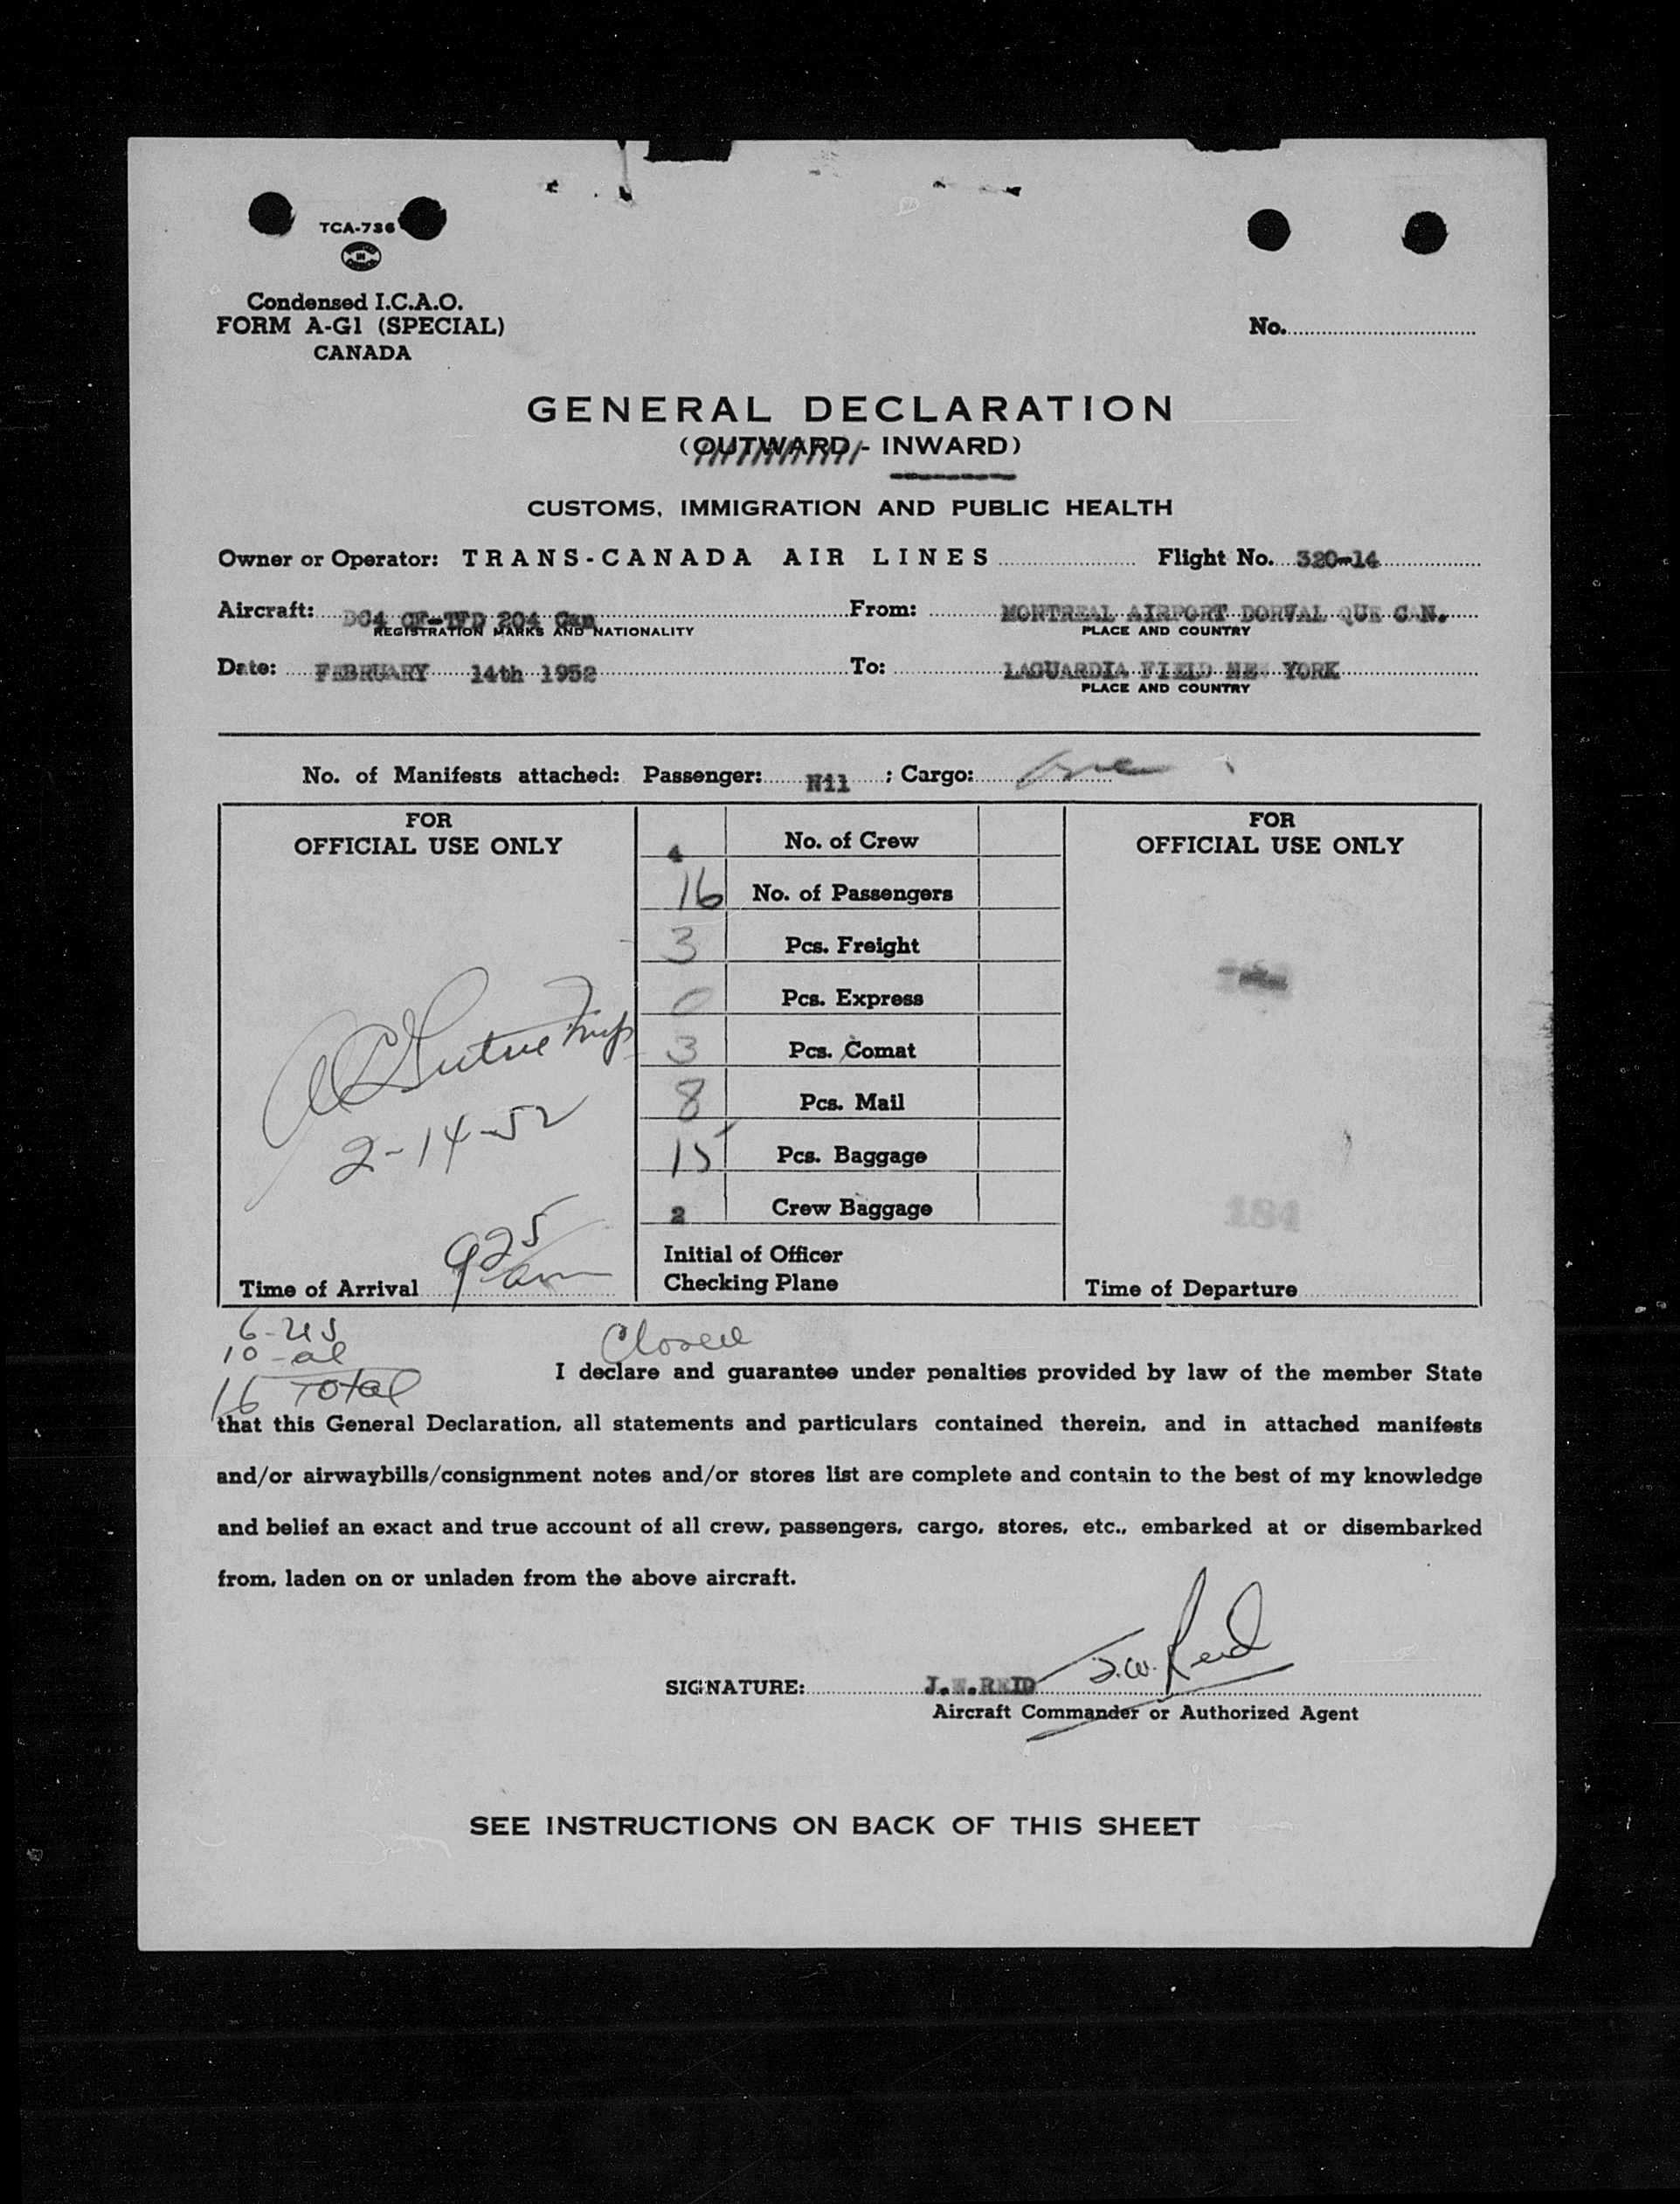 TCA-736
Condensed I.C.A.O.
FORM A-G1 (SPECIAL)
CANADA
No.
GENERAL DECLARATION
(OUTWARD - INWARD)
CUSTOMS, IMMIGRATION AND PUBLIC HEALTH
Owner or Operator: TRANS-CANADA AIR LINES Flight No. 320-14
Aircraft: DC4 CF-TFD 204 Can From: MONTREAL AIRPORT DORVAL QUE CAN.
REGISTRATION MARKS AND NATIONALITY PLACE AND COUNTRY
Date: FEBRUARY 14th 1952 To: LAGUARDIA FIELD NEW YORK
PLACE AND COUNTRY
No. of Manifests attached: Passenger: Nil ; Cargo: one
FOR
OFFICIAL USE ONLY
4 No. of Crew
16 No. of Passengers
3 Pcs. Freight
0 Pcs. Express
3 Pcs. Comat
8 Pcs. Mail
15 Pcs. Baggage
2 Crew Baggage
Initial of Officer
Checking Plane
2-14-52
Time of Arrival 925 am
FOR
OFFICIAL USE ONLY
184
Time of Departure
6-US
10-al
16 Total
Closed
I declare and guarantee under penalties provided by law of the member State
that this General Declaration, all statements and particulars contained therein, and in attached manifests
and/or airwaybills/consignment notes and/or stores list are complete and contain to the best of my knowledge
and belief an exact and true account of all crew, passengers, cargo, stores, etc., embarked at or disembarked
from, laden on or unladen from the above aircraft.
SIGNATURE: J.W.REID J.W. Reid
Aircraft Commander or Authorized Agent
SEE INSTRUCTIONS ON BACK OF THIS SHEET